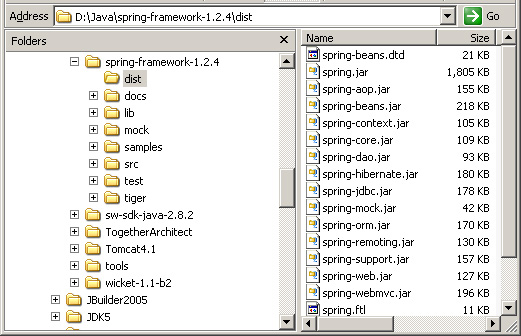 Address D:\Java\spring-framework-1.2.4\dist Go
Folders
spring-framework-1.2.4
dist
docs
lib
mock
samples
src
test
tiger
sw-sdk-java-2.8.2
TogetherArchitect
Tomcat4.1
tools
wicket-1.1-b2
JBuilder2005
JDK5
Name Size
spring-beans.dtd 21 KB
spring.jar 1,805 KB
spring-aop.jar 155 KB
spring-beans.jar 218 KB
spring-context.jar 105 KB
spring-core.jar 109 KB
spring-dao.jar 93 KB
spring-hibernate.jar 180 KB
spring-jdbc.jar 178 KB
spring-mock.jar 42 KB
spring-orm.jar 170 KB
spring-remoting.jar 130 KB
spring-support.jar 157 KB
spring-web.jar 127 KB
spring-webmvc.jar 196 KB
spring.ftl 11 KB